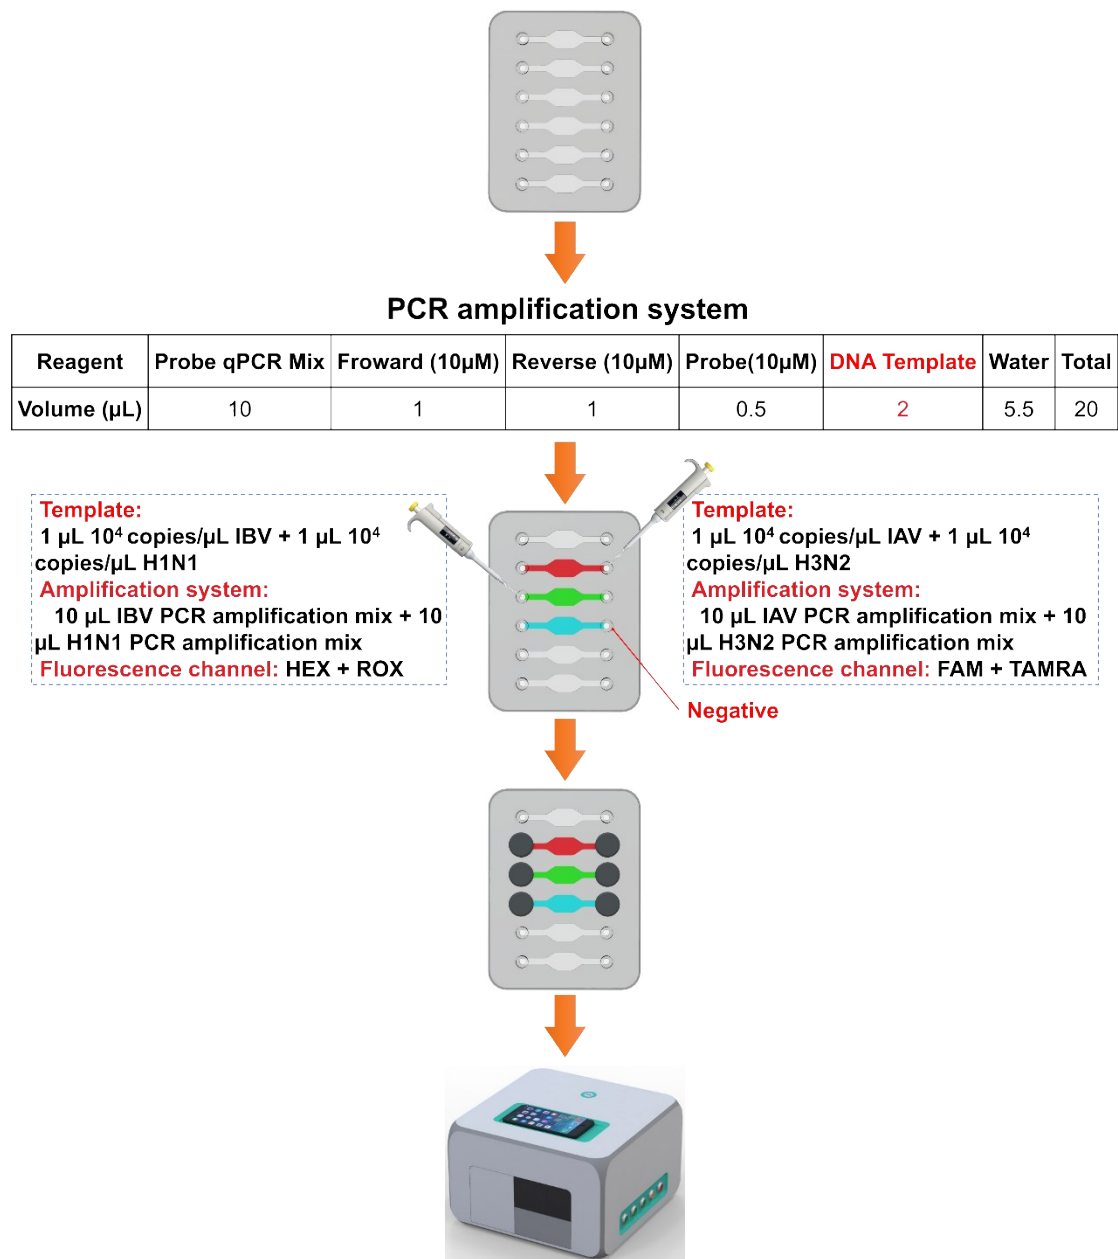 PCR amplification system
Reagent Probe qPCR Mix Froward (10μM) Reverse (10μM) Probe(10μM) DNA Template Water Total
Volume (μL) 10 1 1 0.5 2 5.5 20
Template:
1 μL 10⁴ copies/μL IBV + 1 μL 10⁴
copies/μL H1N1
Amplification system:
10 μL IBV PCR amplification mix + 10
μL H1N1 PCR amplification mix
Fluorescence channel: HEX + ROX
Template:
1 μL 10⁴ copies/μL IAV + 1 μL 10⁴
copies/μL H3N2
Amplification system:
10 μL IAV PCR amplification mix + 10
μL H3N2 PCR amplification mix
Fluorescence channel: FAM + TAMRA
Negative